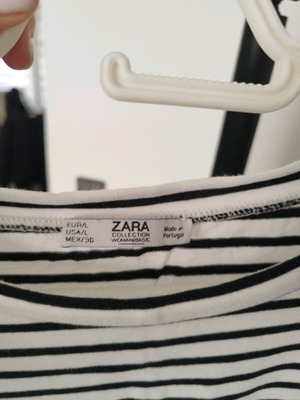 EUR/L
USA/L
MEX/30
ZARA
COLLECTION
WOMAN/BASIC
Made in
Portugal